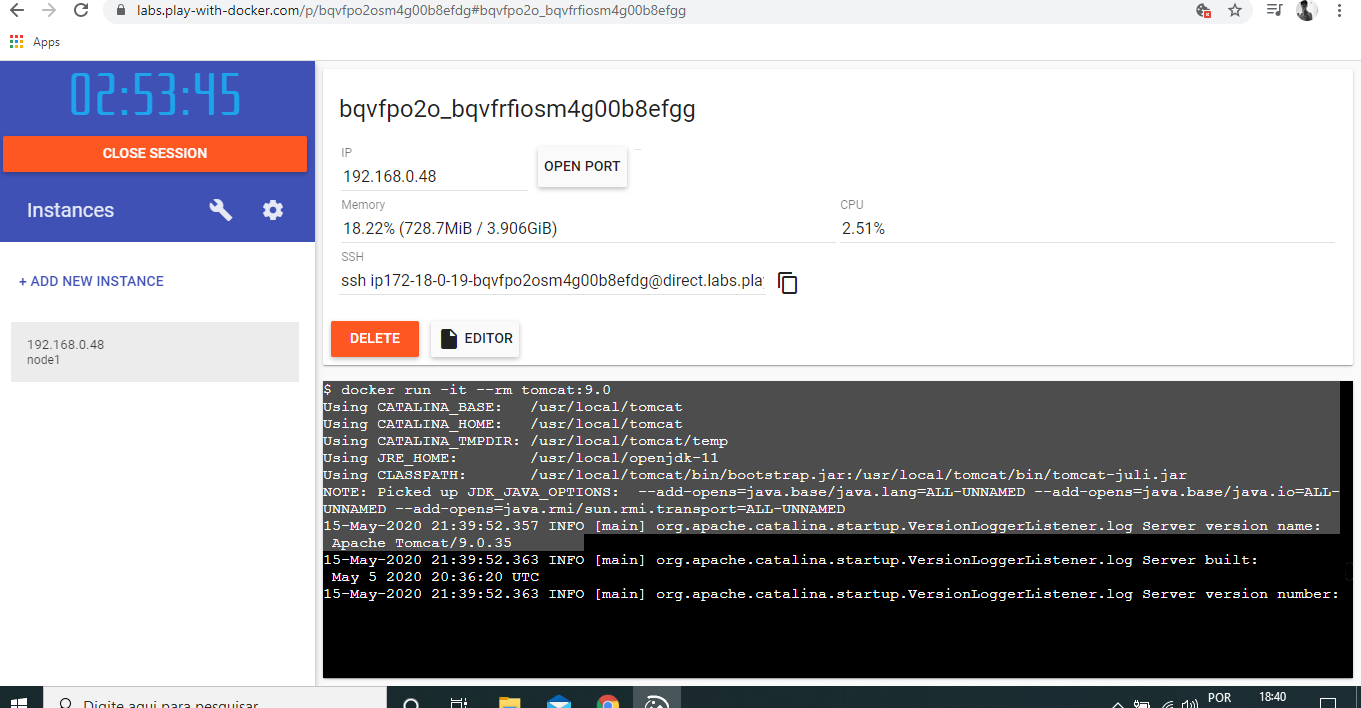 labs.play-with-docker.com/p/bqvfpo2osm4g00b8efdg#bqvfpo2o_bqvfrfiosm4g00b8efgg
Apps
02:53:45
CLOSE SESSION
Instances
+ ADD NEW INSTANCE
192.168.0.48
node1
bqvfpo2o_bqvfrfiosm4g00b8efgg
IP
192.168.0.48
OPEN PORT
Memory
18.22% (728.7MiB / 3.906GiB)
CPU
2.51%
SSH
ssh ip172-18-0-19-bqvfpo2osm4g00b8efdg@direct.labs.play
DELETE
EDITOR
$ docker run -it --rm tomcat:9.0
Using CATALINA_BASE:   /usr/local/tomcat
Using CATALINA_HOME:   /usr/local/tomcat
Using CATALINA_TMPDIR: /usr/local/tomcat/temp
Using JRE_HOME:        /usr/local/openjdk-11
Using CLASSPATH:       /usr/local/tomcat/bin/bootstrap.jar:/usr/local/tomcat/bin/tomcat-juli.jar
NOTE: Picked up JDK_JAVA_OPTIONS:  --add-opens=java.base/java.lang=ALL-UNNAMED --add-opens=java.base/java.io=ALL-
UNNAMED --add-opens=java.rmi/sun.rmi.transport=ALL-UNNAMED
15-May-2020 21:39:52.357 INFO [main] org.apache.catalina.startup.VersionLoggerListener.log Server version name:
Apache Tomcat/9.0.35
15-May-2020 21:39:52.363 INFO [main] org.apache.catalina.startup.VersionLoggerListener.log Server built:
May 5 2020 20:36:20 UTC
15-May-2020 21:39:52.363 INFO [main] org.apache.catalina.startup.VersionLoggerListener.log Server version number:
Digite aqui para pesquisar
POR
18:40